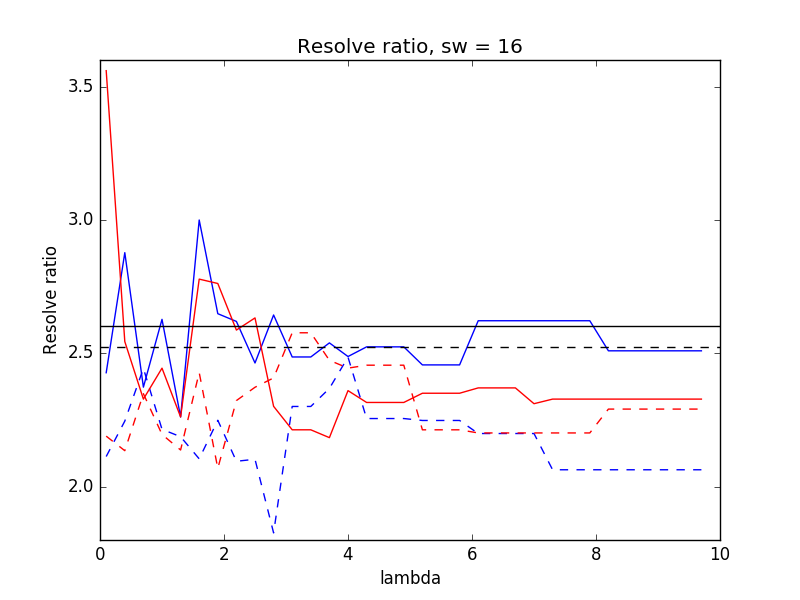 Resolve ratio, sw = 16
3.5
3.0
2.5
2.0
Resolve ratio
0 2 4 6 8 10
lambda